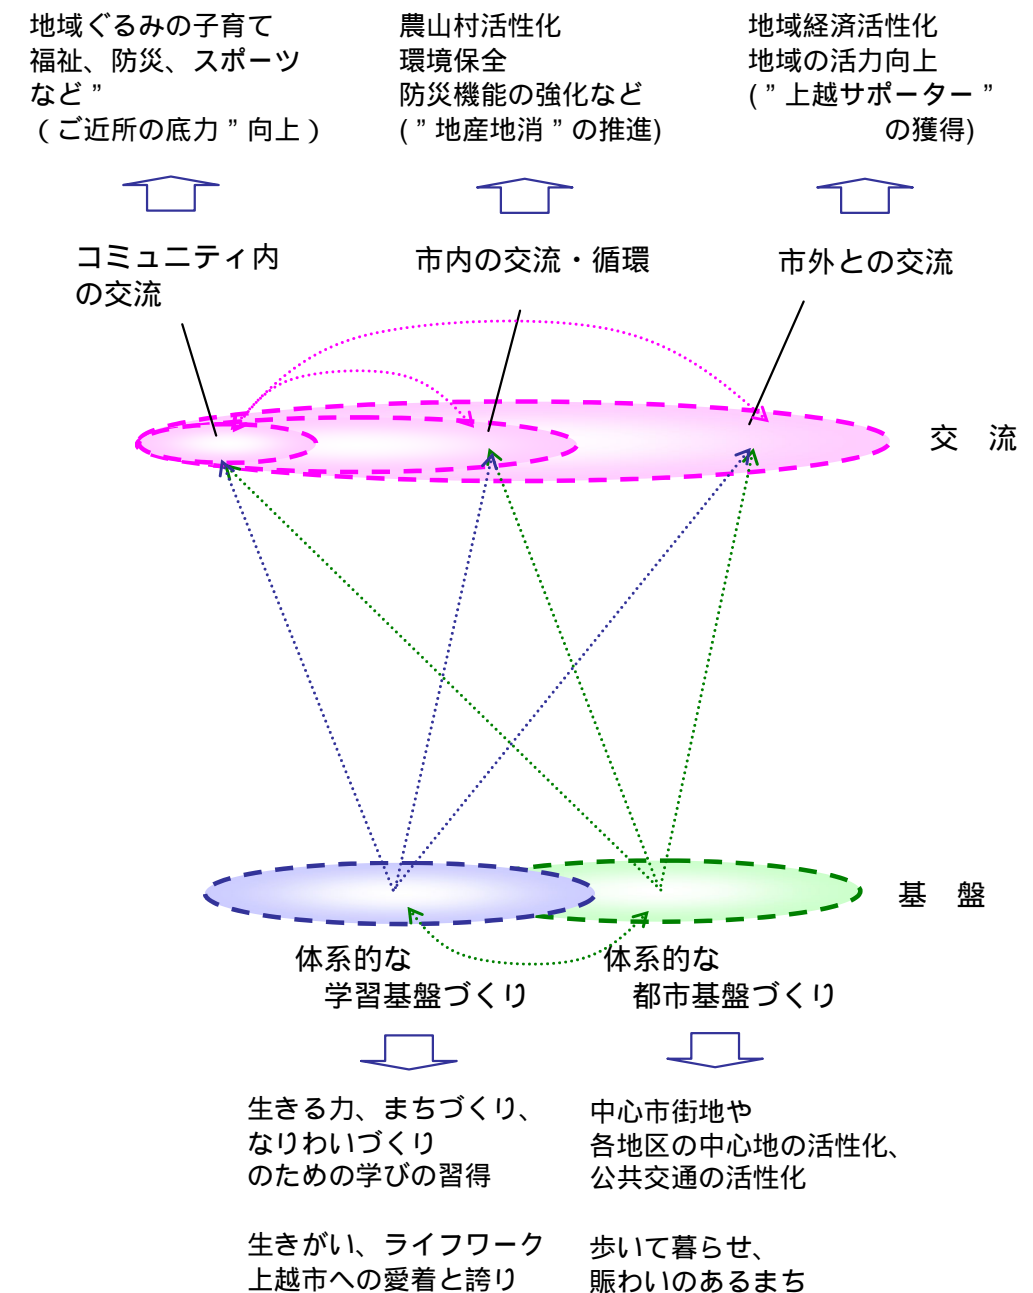 地域ぐるみの子育て
福祉、防災、スポーツ
など”
（ご近所の底力”向上）
農山村活性化
環境保全
防災機能の強化など
(”地産地消”の推進)
地域経済活性化
地域の活力向上
(”上越サポーター”
の獲得)
コミュニティ内
の交流
市内の交流・循環
市外との交流
交　流
基　盤
体系的な
学習基盤づくり
体系的な
都市基盤づくり
生きる力、まちづくり、
なりわいづくり
のための学びの習得
生きがい、ライフワーク
上越市への愛着と誇り
中心市街地や
各地区の中心地の活性化、
公共交通の活性化
歩いて暮らせ、
賑わいのあるまち